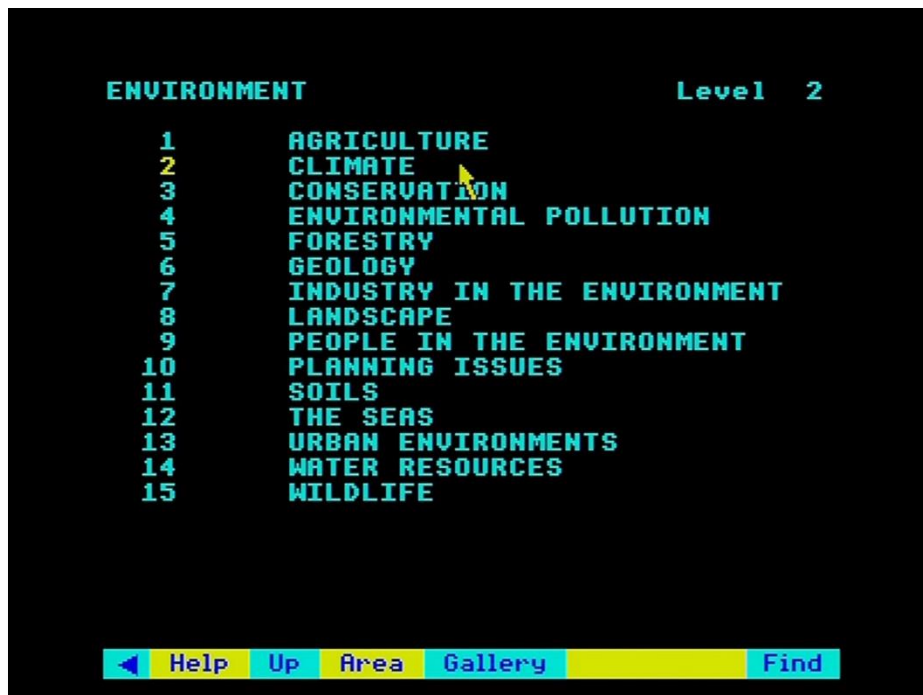 ENVIRONMENT Level 2
1 AGRICULTURE
2 CLIMATE
3 CONSERVATION
4 ENVIRONMENTAL POLLUTION
5 FORESTRY
6 GEOLOGY
7 INDUSTRY IN THE ENVIRONMENT
8 LANDSCAPE
9 PEOPLE IN THE ENVIRONMENT
10 PLANNING ISSUES
11 SOILS
12 THE SEAS
13 URBAN ENVIRONMENTS
14 WATER RESOURCES
15 WILDLIFE
Help Up Area Gallery Find